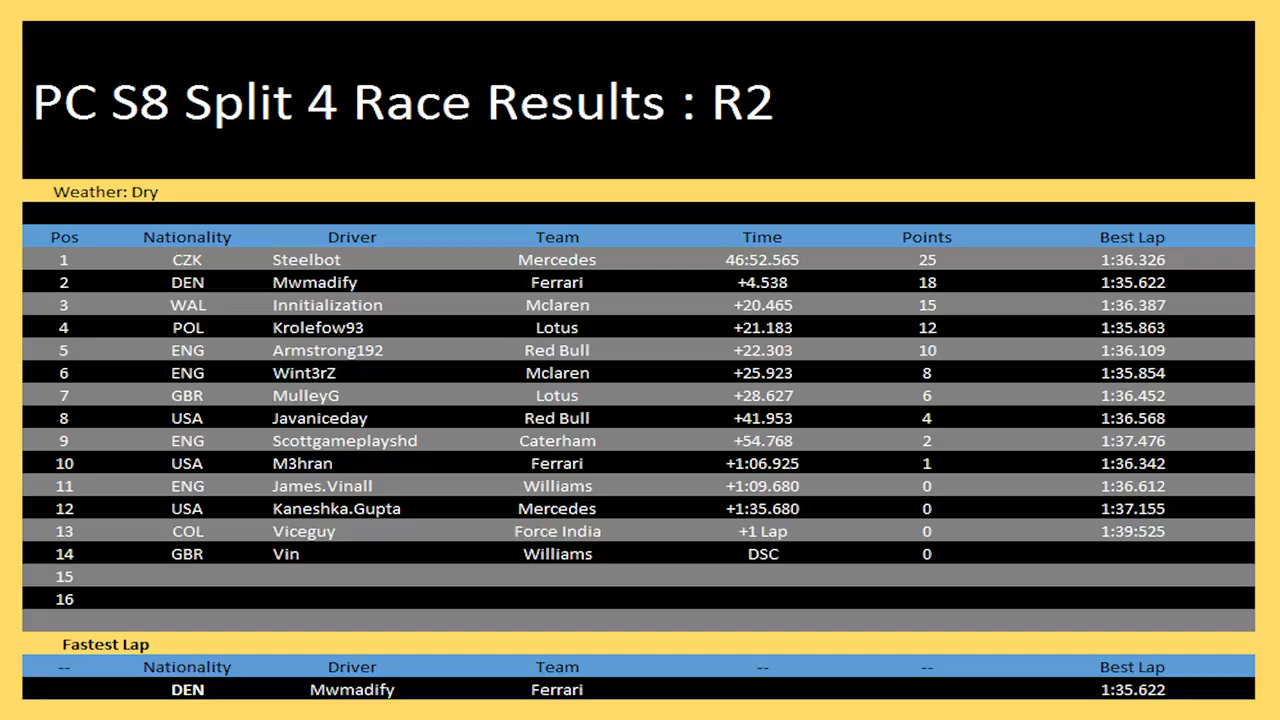 PC S8 Split 4 Race Results : R2
Weather: Dry
Pos Nationality Driver Team Time Points Best Lap
1 CZK Steelbot Mercedes 46:52.565 25 1:36.326
2 DEN Mwmadify Ferrari +4.538 18 1:35.622
3 WAL Innitialization Mclaren +20.465 15 1:36.387
4 POL Krolefow93 Lotus +21.183 12 1:35.863
5 ENG Armstrong192 Red Bull +22.303 10 1:36.109
6 ENG Wint3rZ Mclaren +25.923 8 1:35.854
7 GBR MulleyG Lotus +28.627 6 1:36.452
8 USA Javaniceday Red Bull +41.953 4 1:36.568
9 ENG Scottgameplayshd Caterham +54.768 2 1:37.476
10 USA M3hran Ferrari +1:06.925 1 1:36.342
11 ENG James.Vinall Williams +1:09.680 0 1:36.612
12 USA Kaneshka.Gupta Mercedes +1:35.680 0 1:37.155
13 COL Viceguy Force India +1 Lap 0 1:39:525
14 GBR Vin Williams DSC 0
15
16
Fastest Lap
-- Nationality Driver Team -- -- Best Lap
DEN Mwmadify Ferrari 1:35.622